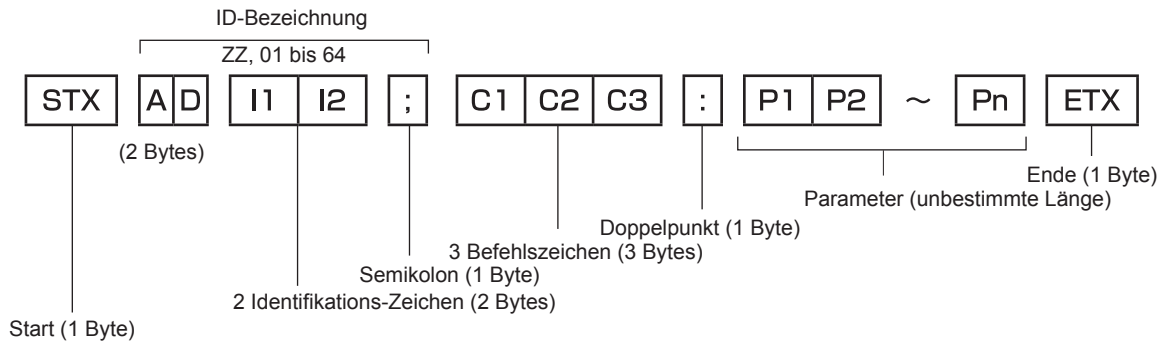 ID-Bezeichnung
ZZ, 01 bis 64
STX A D I1 I2 ; C1 C2 C3 : P1 P2 ～ Pn ETX
(2 Bytes)
Ende (1 Byte)
Parameter (unbestimmte Länge)
Doppelpunkt (1 Byte)
3 Befehlszeichen (3 Bytes)
Semikolon (1 Byte)
2 Identifikations-Zeichen (2 Bytes)
Start (1 Byte)